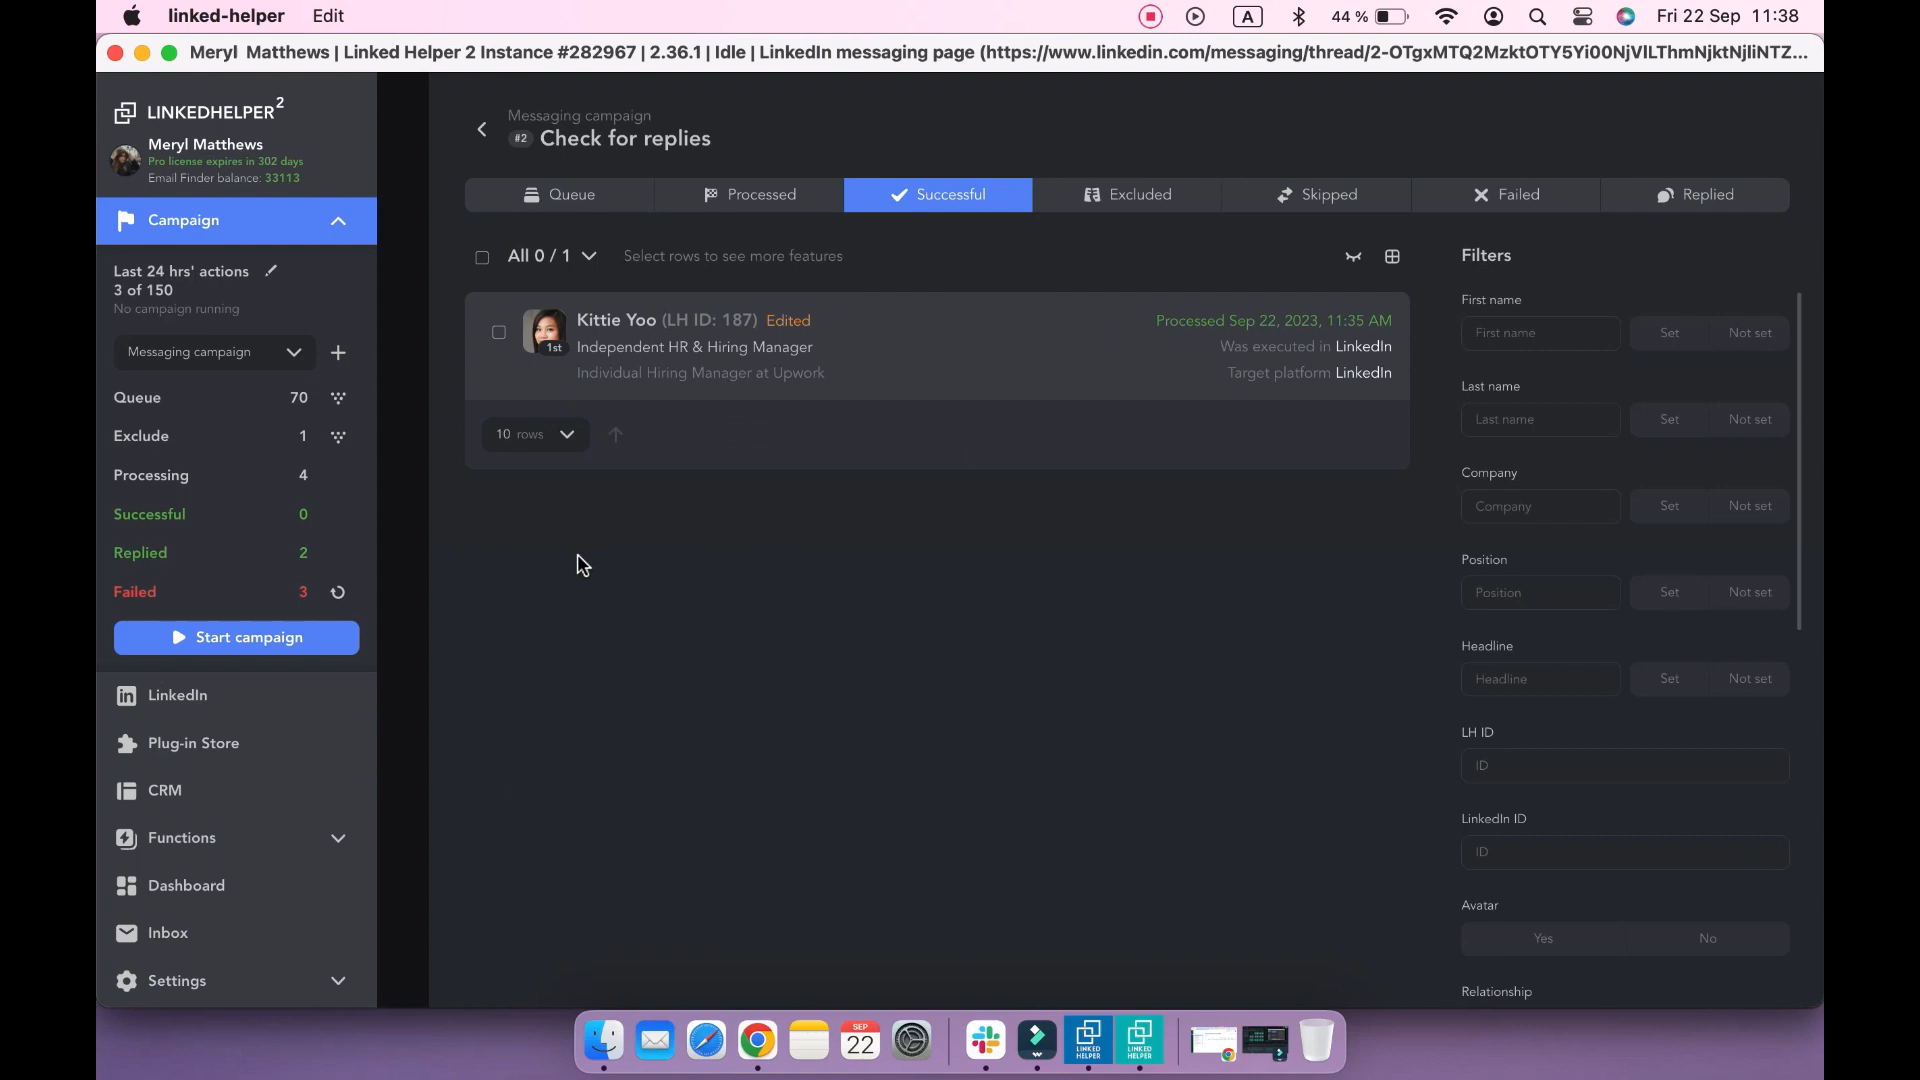 linked-helper Edit
A 44 % Fri 22 Sep 11:38
Meryl Matthews | Linked Helper 2 Instance #282967 | 2.36.1 | Idle | LinkedIn messaging page (https://www.linkedin.com/messaging/thread/2-OTgxMTQ2MzktOTY5Yi00NjVlLThmNjktNjliNTZ...
LINKEDHELPER2
Meryl Matthews
Pro license expires in 302 days
Email Finder balance: 33113
Campaign
Last 24 hrs' actions
3 of 150
No campaign running
Messaging campaign
Queue 70
Exclude 1
Processing 4
Successful 0
Replied 2
Failed 3
Start campaign
LinkedIn
Plug-in Store
CRM
Functions
Dashboard
Inbox
Settings
Messaging campaign
#2 Check for replies
Queue Processed Successful Excluded Skipped Failed Replied
All 0 / 1 Select rows to see more features
Kittie Yoo (LH ID: 187) Edited
1st Independent HR & Hiring Manager
Individual Hiring Manager at Upwork
Processed Sep 22, 2023, 11:35 AM
Was executed in LinkedIn
Target platform LinkedIn
10 rows
Filters
First name
First name Set Not set
Last name
Last name Set Not set
Company
Company Set Not set
Position
Position Set Not set
Headline
Headline Set Not set
LH ID
ID
LinkedIn ID
ID
Avatar
Yes No
Relationship
SEP
22
LINKED
HELPER
LINKED
HELPER